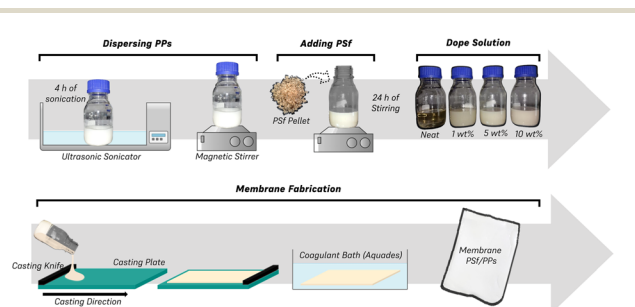 Dispersing PPs
Adding PSf
Dope Solution
4 h of
sonication
24 h of
Stirring
PSf Pellet
Neat
1 wt%
5 wt%
10 wt%
Ultrasonic Sonicator
Magnetic Stirrer
Membrane Fabrication
Casting Knife
Casting Plate
Coagulant Bath (Aquades)
Membrane
PSf/PPs
Casting Direction